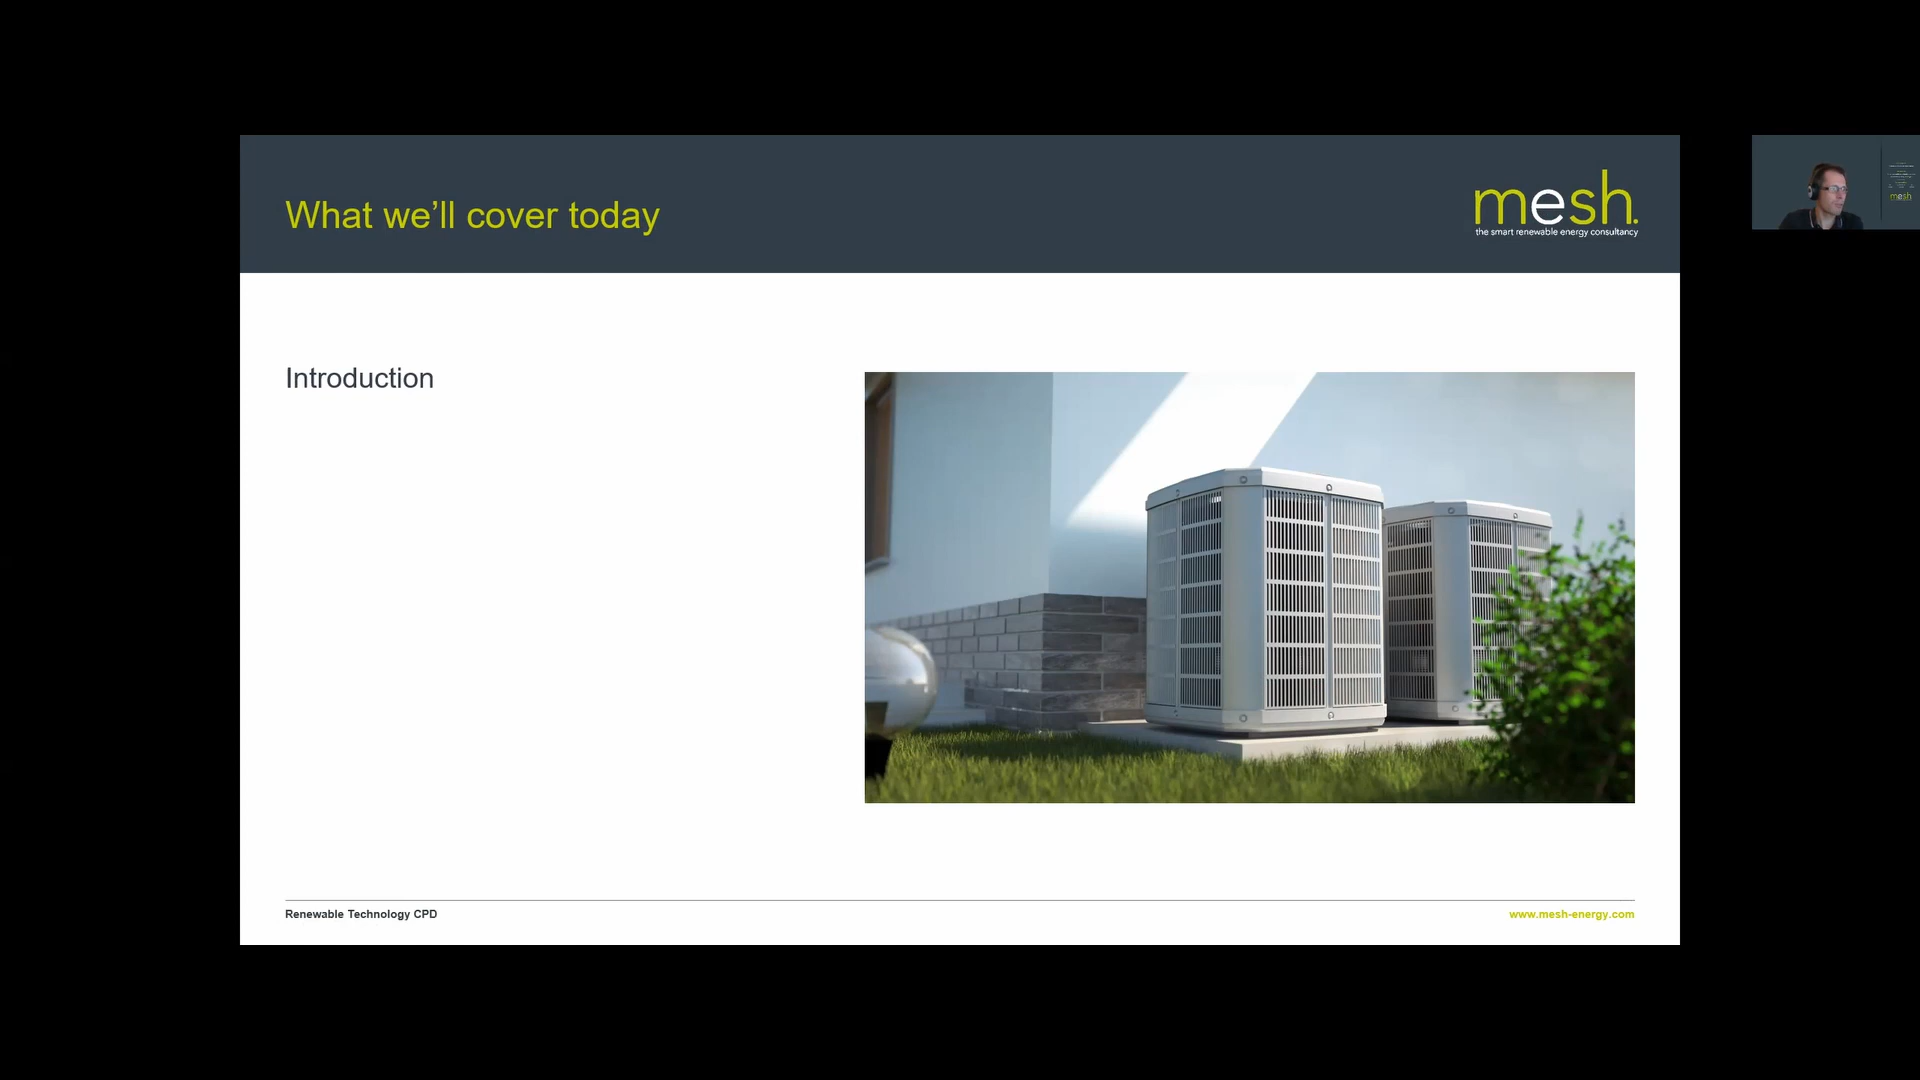 What we’ll cover today
mesh.
the smart renewable energy consultancy
Introduction
Renewable Technology CPD
www.mesh-energy.com
mesh